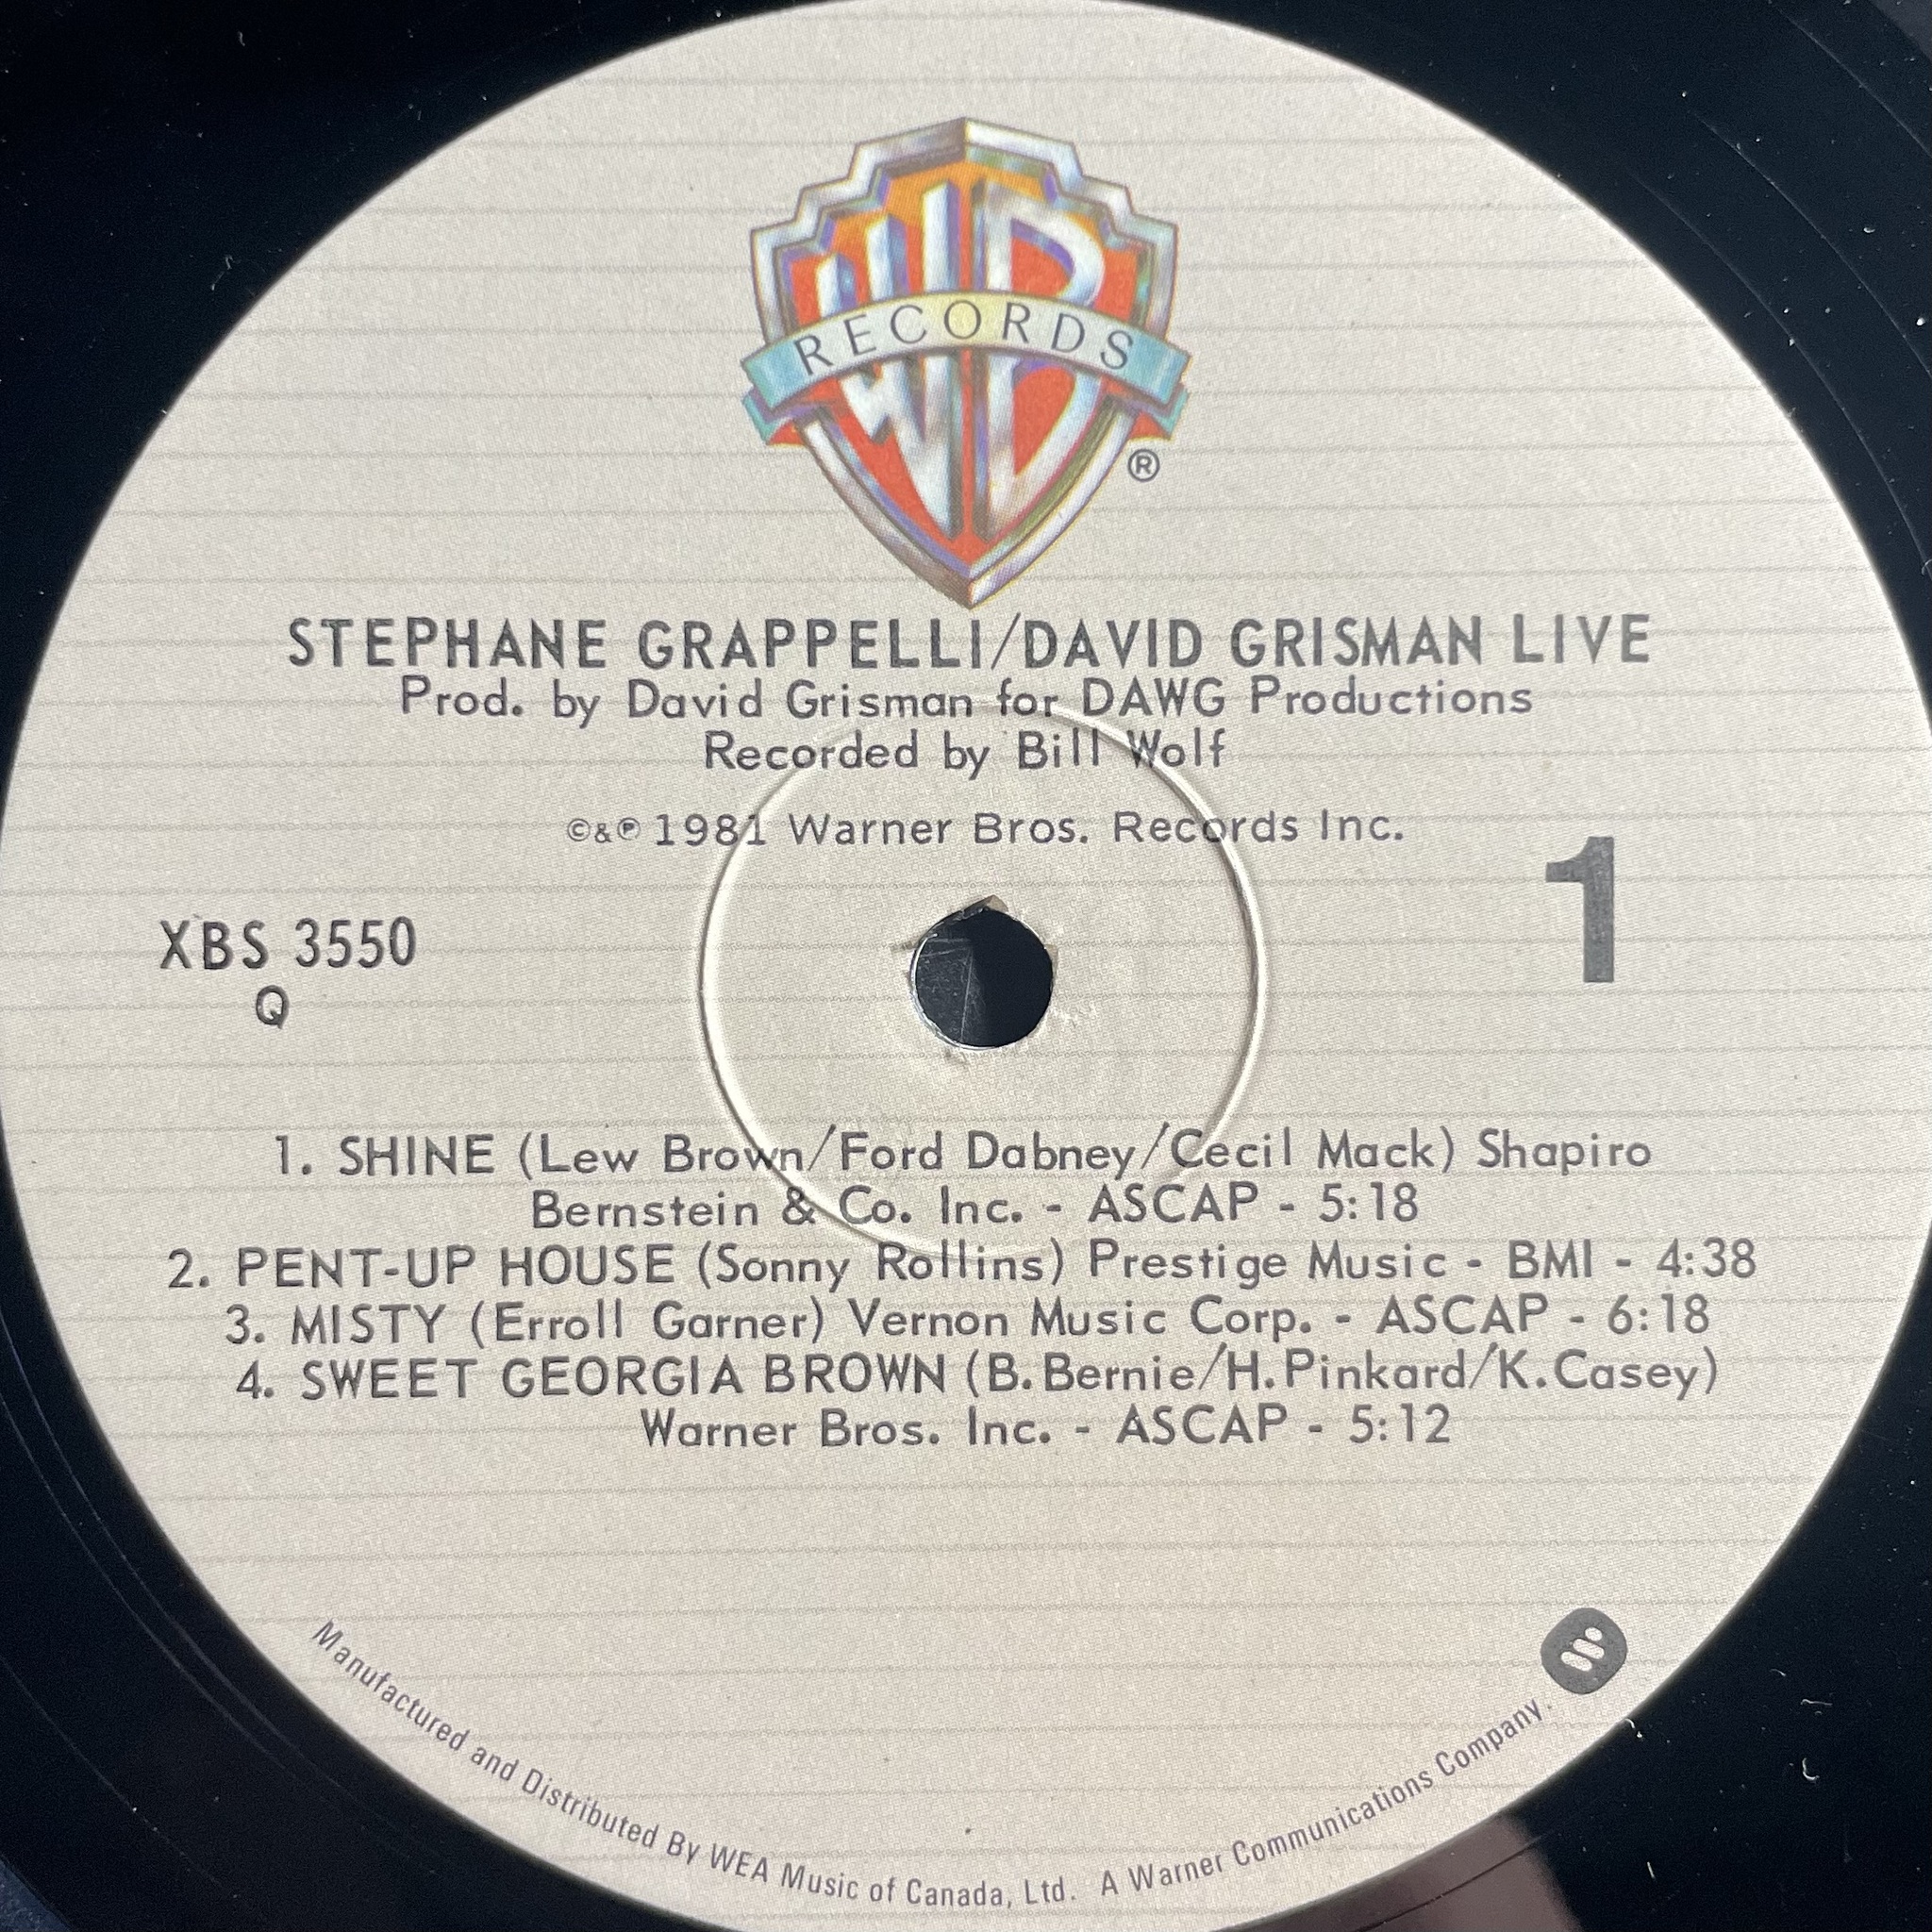 WB
RECORDS
®
STEPHANE GRAPPELLI/DAVID GRISMAN LIVE
Prod. by David Grisman for DAWG Productions
Recorded by Bill Wolf
©&℗ 1981 Warner Bros. Records Inc.
1
XBS 3550
Q
1. SHINE (Lew Brown/Ford Dabney/Cecil Mack) Shapiro
Bernstein & Co. Inc. - ASCAP - 5:18
2. PENT-UP HOUSE (Sonny Rollins) Prestige Music - BMI - 4:38
3. MISTY (Erroll Garner) Vernon Music Corp. - ASCAP - 6:18
4. SWEET GEORGIA BROWN (B.Bernie/H.Pinkard/K.Casey)
Warner Bros. Inc. - ASCAP - 5:12
Manufactured and Distributed By WEA Music of Canada, Ltd. A Warner Communications Company.